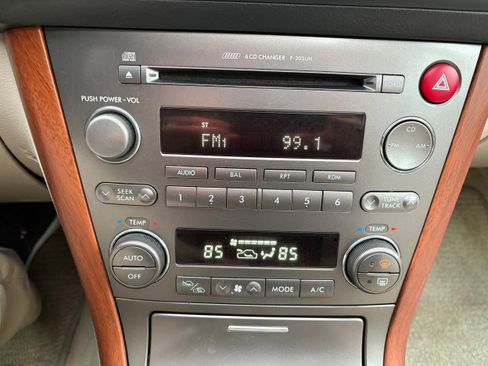 6 CD CHANGER P-203UH
PUSH POWER-VOL
ST
FM1 99.1
CD
FM AM
AUDIO BAL RPT RDM
SEEK
SCAN
1 2 3 4 5 6
TUNE
TRACK
TEMP TEMP
AUTO
OFF
85 85
MODE A/C